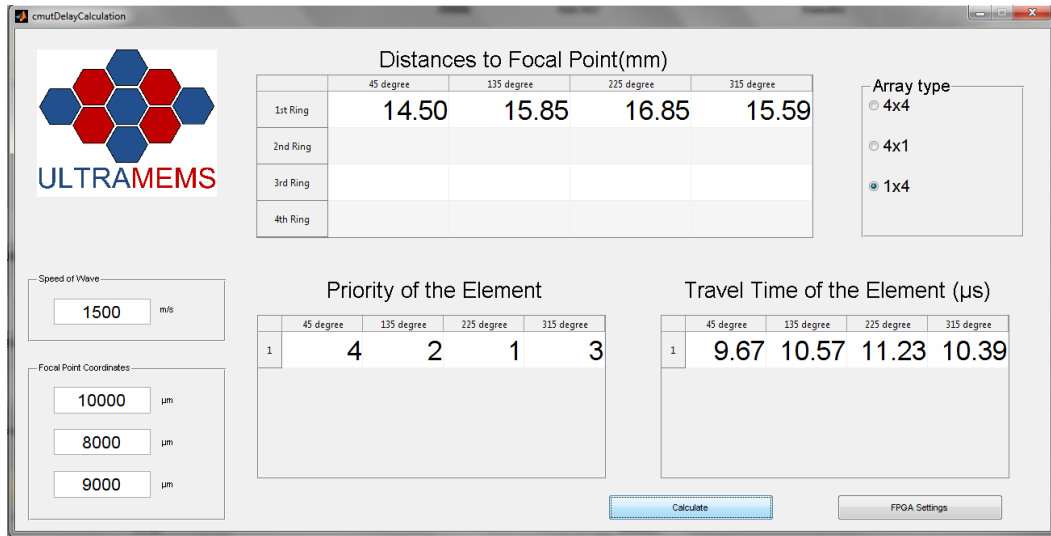 cmutDelayCalculation
ULTRAMEMS
Distances to Focal Point(mm)
45 degree 135 degree 225 degree 315 degree
1st Ring 14.50 15.85 16.85 15.59
2nd Ring
3rd Ring
4th Ring
Array type
4x4
4x1
1x4
Speed of Wave
1500 m/s
Focal Point Coordinates
10000 µm
8000 µm
9000 µm
Priority of the Element
45 degree 135 degree 225 degree 315 degree
1 4 2 1 3
Travel Time of the Element (µs)
45 degree 135 degree 225 degree 315 degree
1 9.67 10.57 11.23 10.39
Calculate
FPGA Settings